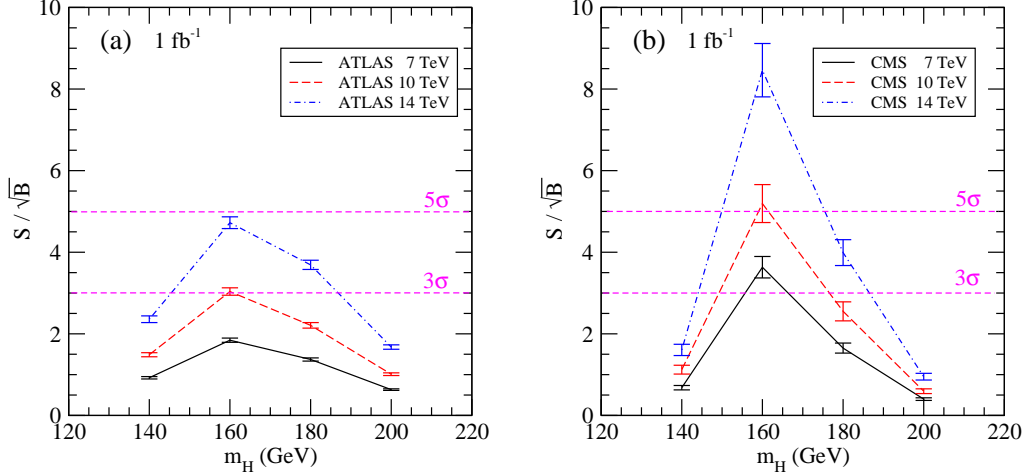 (a) 1 fb⁻¹
ATLAS 7 TeV
ATLAS 10 TeV
ATLAS 14 TeV
5σ
3σ
S / √B
0
2
4
6
8
10
120 140 160 180 200 220
m_H (GeV)
(b) 1 fb⁻¹
CMS 7 TeV
CMS 10 TeV
CMS 14 TeV
5σ
3σ
S / √B
0
2
4
6
8
10
120 140 160 180 200 220
m_H (GeV)